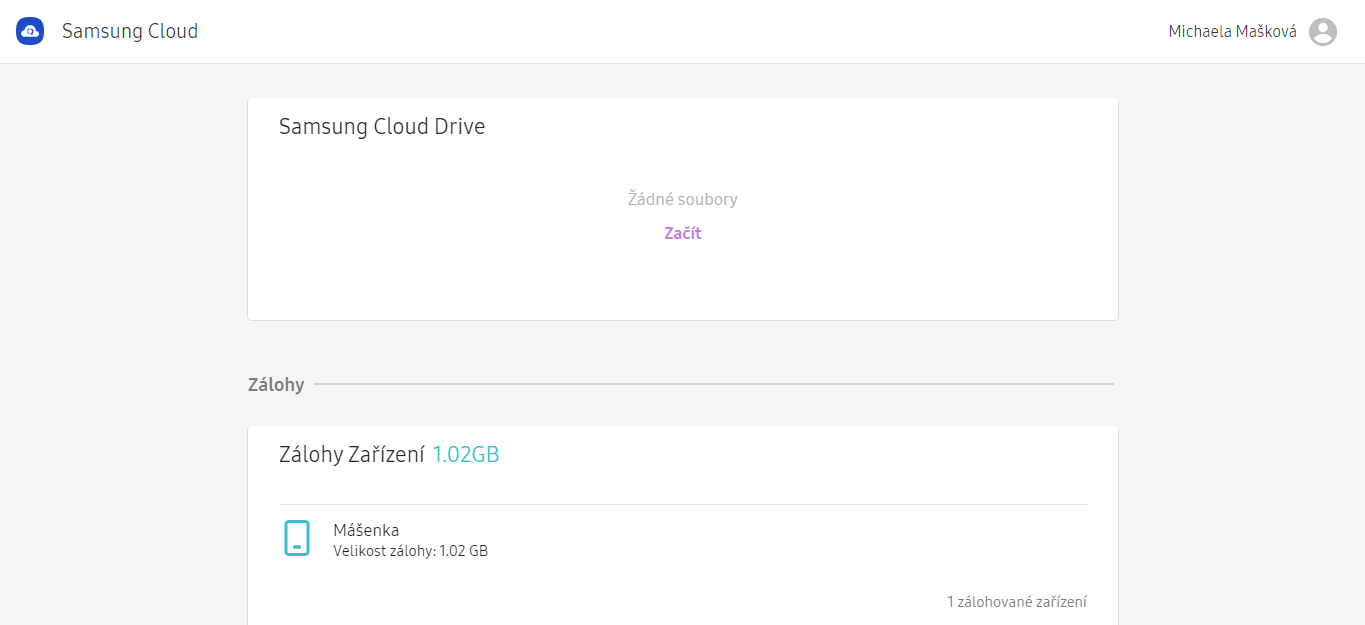 Samsung Cloud
Michaela Mašková
Samsung Cloud Drive
Žádné soubory
Začít
Zálohy
Zálohy Zařízení 1.02GB
Mášenka
Velikost zálohy: 1.02 GB
1 zálohované zařízení